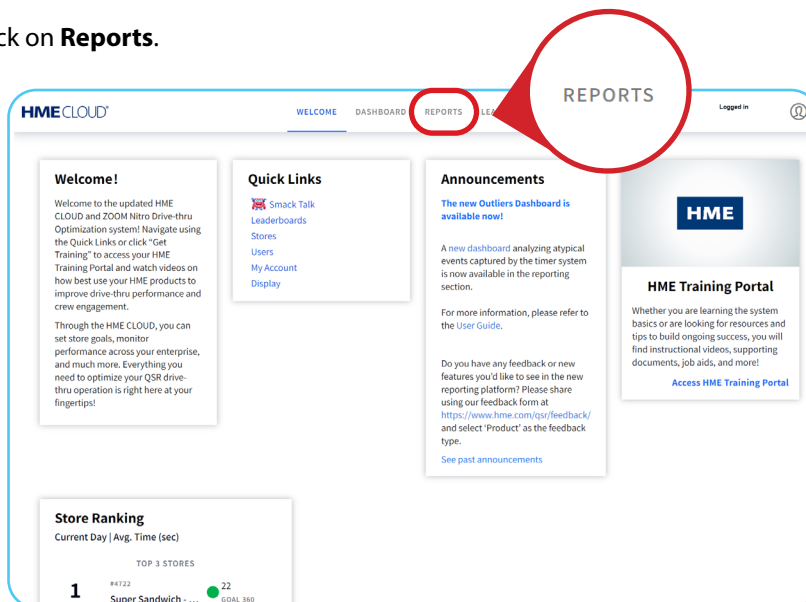 ck on Reports.
REPORTS
HMECLOUD®
WELCOME DASHBOARD REPORTS
Logged in
Welcome!
Welcome to the updated HME
CLOUD and ZOOM Nitro Drive-thru
Optimization system! Navigate using
the Quick Links or click “Get
Training” to access your HME
Training Portal and watch videos on
how best use your HME products to
improve drive-thru performance and
crew engagement.
Through the HME CLOUD, you can
set store goals, monitor
performance across your enterprise,
and much more. Everything you
need to optimize your QSR drive-
thru operation is right here at your
fingertips!
Quick Links
Smack Talk
Leaderboards
Stores
Users
My Account
Display
Announcements
The new Outliers Dashboard is
available now!
A new dashboard analyzing atypical
events captured by the timer system
is now available in the reporting
section.
For more information, please refer to
the User Guide.
Do you have any feedback or new
features you'd like to see in the new
reporting platform? Please share
using our feedback form at
https://www.hme.com/qsr/feedback/
and select 'Product' as the feedback
type.
See past announcements
HME
HME Training Portal
Whether you are learning the system
basics or are looking for resources and
tips to build ongoing success, you will
find instructional videos, supporting
documents, job aids, and more!
Access HME Training Portal
Store Ranking
Current Day | Avg. Time (sec)
TOP 3 STORES
1
#4722
Super Sandwich - ...
22
GOAL 360